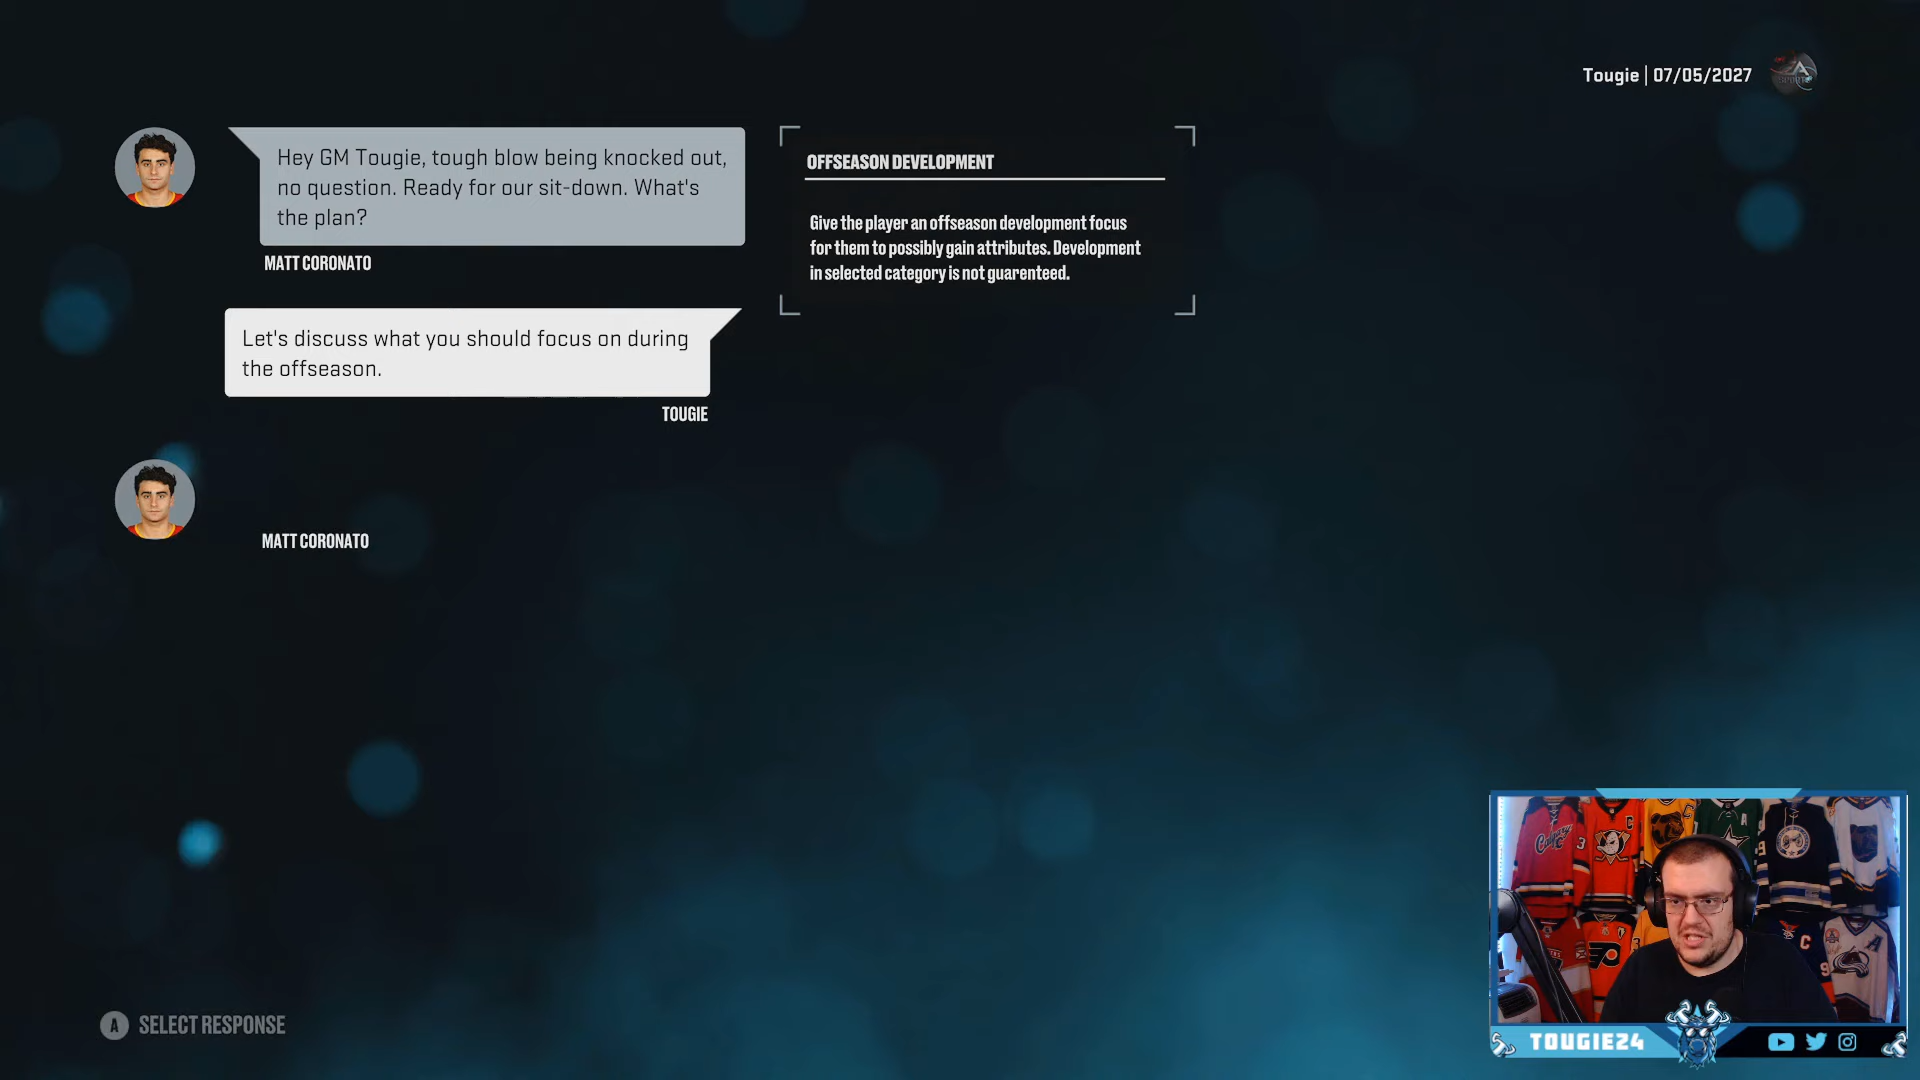 Tougie | 07/05/2027
Hey GM Tougie, tough blow being knocked out,
no question. Ready for our sit-down. What's
the plan?
MATT CORONATO
OFFSEASON DEVELOPMENT
Give the player an offseason development focus
for them to possibly gain attributes. Development
in selected category is not guarenteed.
Let's discuss what you should focus on during
the offseason.
TOUGIE
MATT CORONATO
A SELECT RESPONSE
TOUGIE24